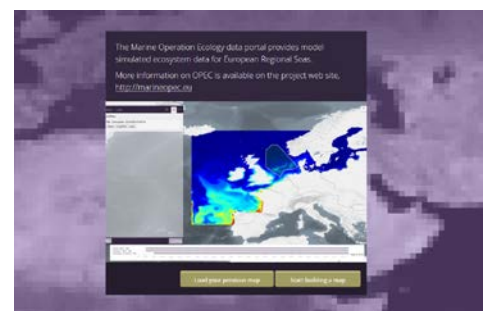 The Marine Operation Ecology data portal provides model
simulated ecosystem data for European Regional Seas.
More information on OPEC is available on the project web site,
http://marineopec.eu
Load your previous map
Start building a map